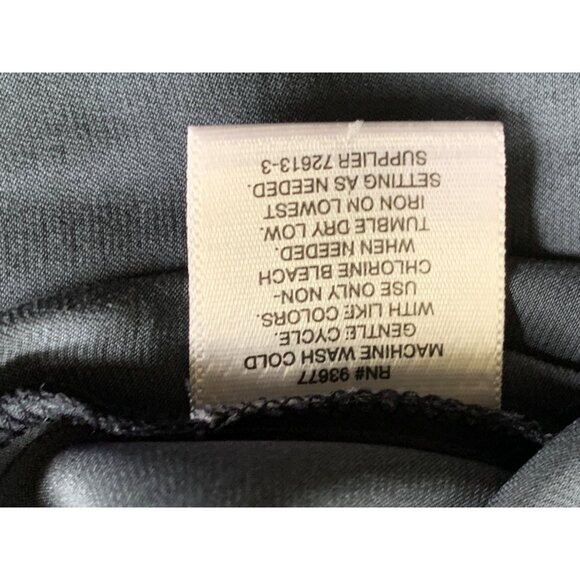 RN# 93677
MACHINE WASH COLD
GENTLE CYCLE.
WITH LIKE COLORS.
USE ONLY NON-
CHLORINE BLEACH
WHEN NEEDED.
TUMBLE DRY LOW.
IRON ON LOWEST
SETTING AS NEEDED.
SUPPLIER 72613-3